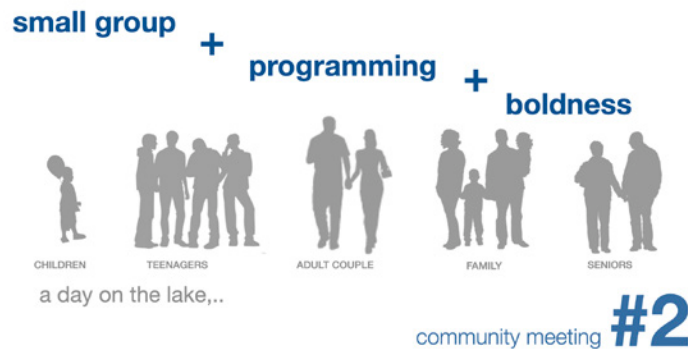 small group
+
programming
+
boldness
CHILDREN TEENAGERS ADULT COUPLE FAMILY SENIORS
a day on the lake,..
community meeting #2